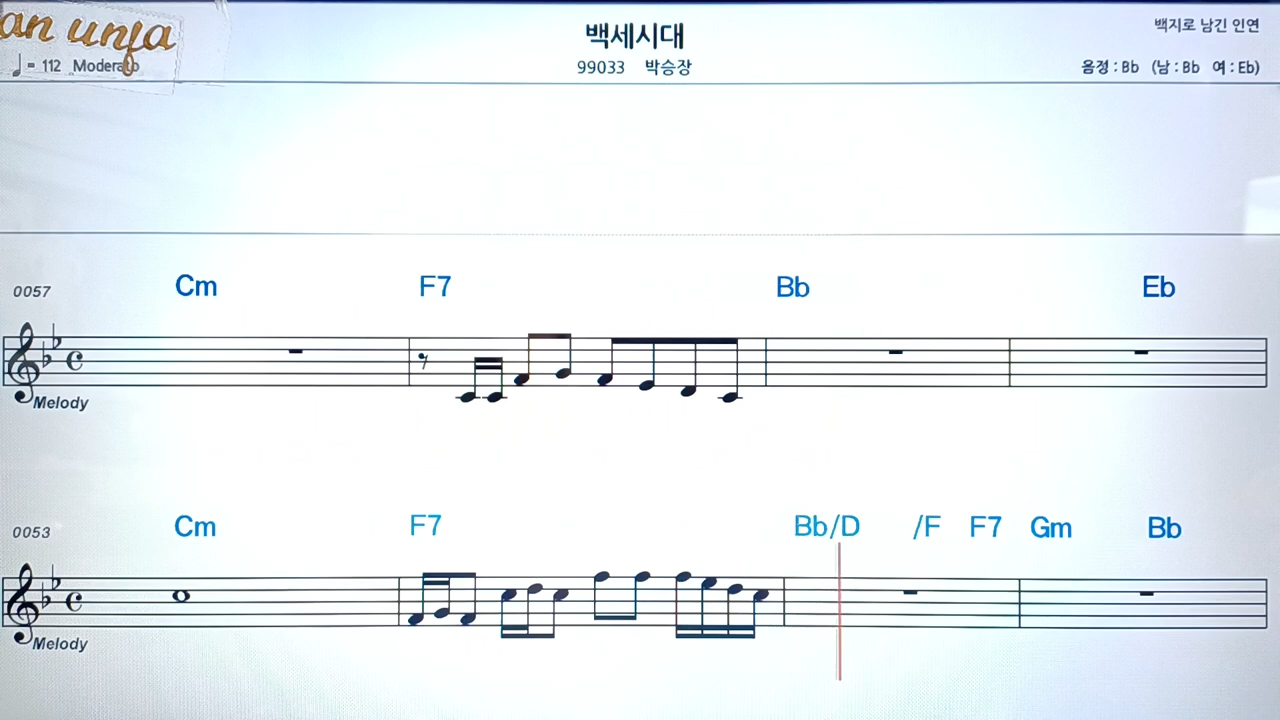 an unja
백세시대
백지로 남긴 인연
♩= 112 Moderato
99033 박승장
음정 : Bb (남 : Bb 여 : Eb)
0057 Cm F7 Bb Eb
Melody
0053 Cm F7 Bb/D /F F7 Gm Bb
Melody